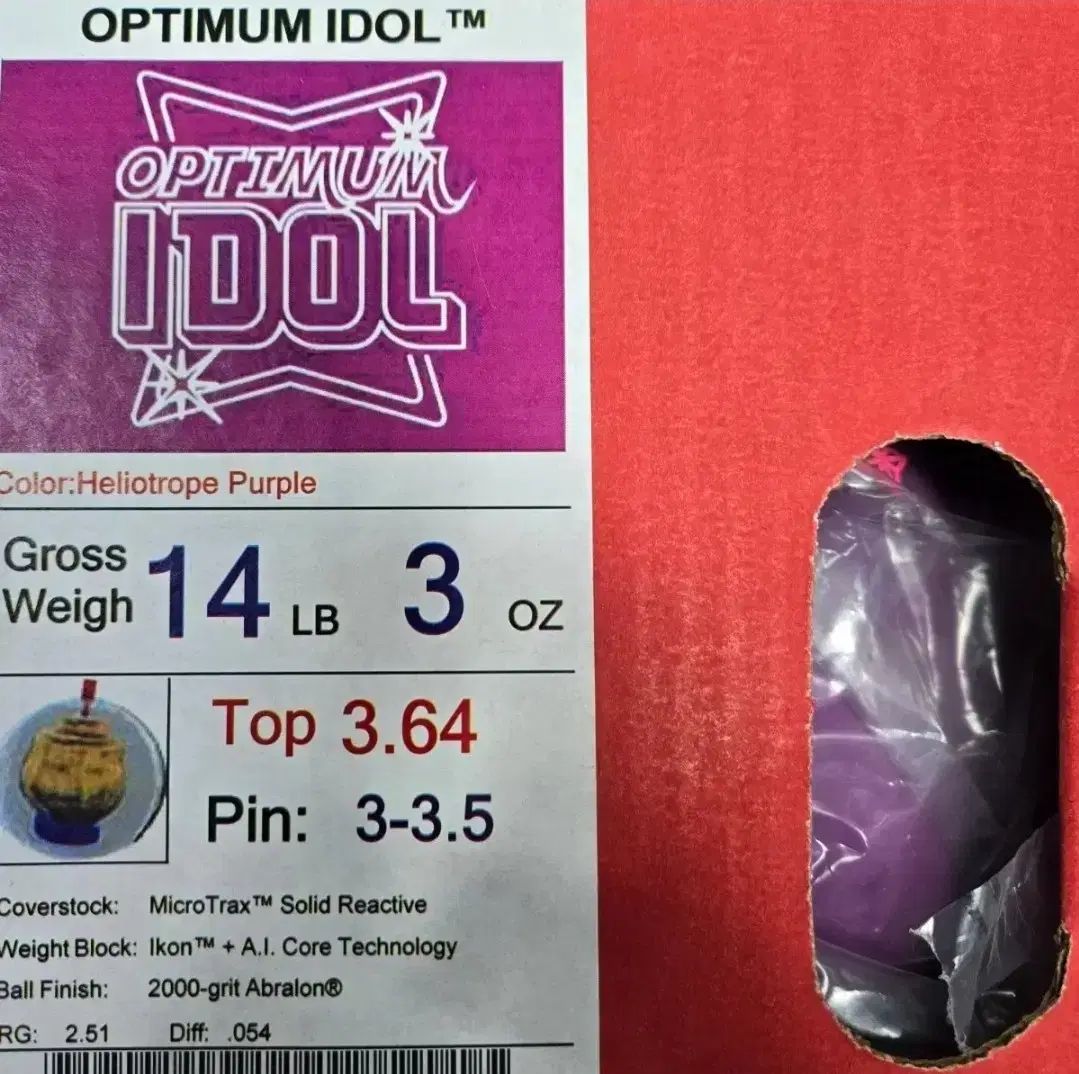 OPTIMUM IDOL™
OPTIMUM
IDOL
Color:Heliotrope Purple
Gross
Weigh 14 LB 3 OZ
Top 3.64
Pin: 3-3.5
Coverstock: MicroTrax™ Solid Reactive
Weight Block: Ikon™ + A.I. Core Technology
Ball Finish: 2000-grit Abralon®
RG: 2.51 Diff: .054